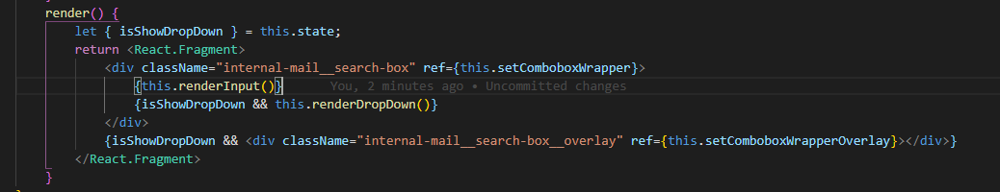 render() {
let { isShowDropDown } = this.state;
return <React.Fragment>
<div className="internal-mail__search-box" ref={this.setComboboxWrapper}>
{this.renderInput()} You, 2 minutes ago • Uncommitted changes
{isShowDropDown && this.renderDropDown()}
</div>
{isShowDropDown && <div className="internal-mail__search-box__overlay" ref={this.setComboboxWrapperOverlay}></div>}
</React.Fragment>
}